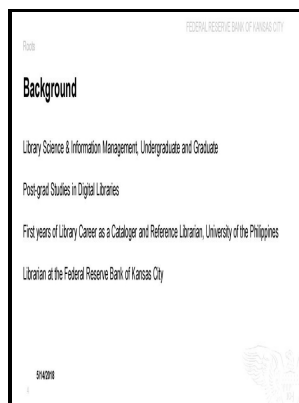 FEDERAL RESERVE BANK OF KANSAS CITY
Roots
Background
Library Science & Information Management, Undergraduate and Graduate
Post-grad Studies in Digital Libraries
First years of Library Career as a Cataloger and Reference Librarian, University of the Philippines
Librarian at the Federal Reserve Bank of Kansas City
5/14/2018